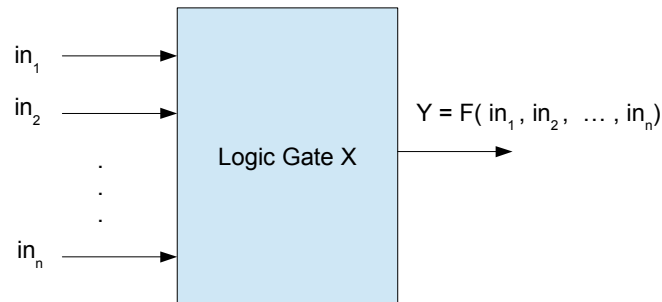 in₁
in₂
.
.
.
inₙ
Logic Gate X
Y = F( in₁ , in₂ , … , inₙ)